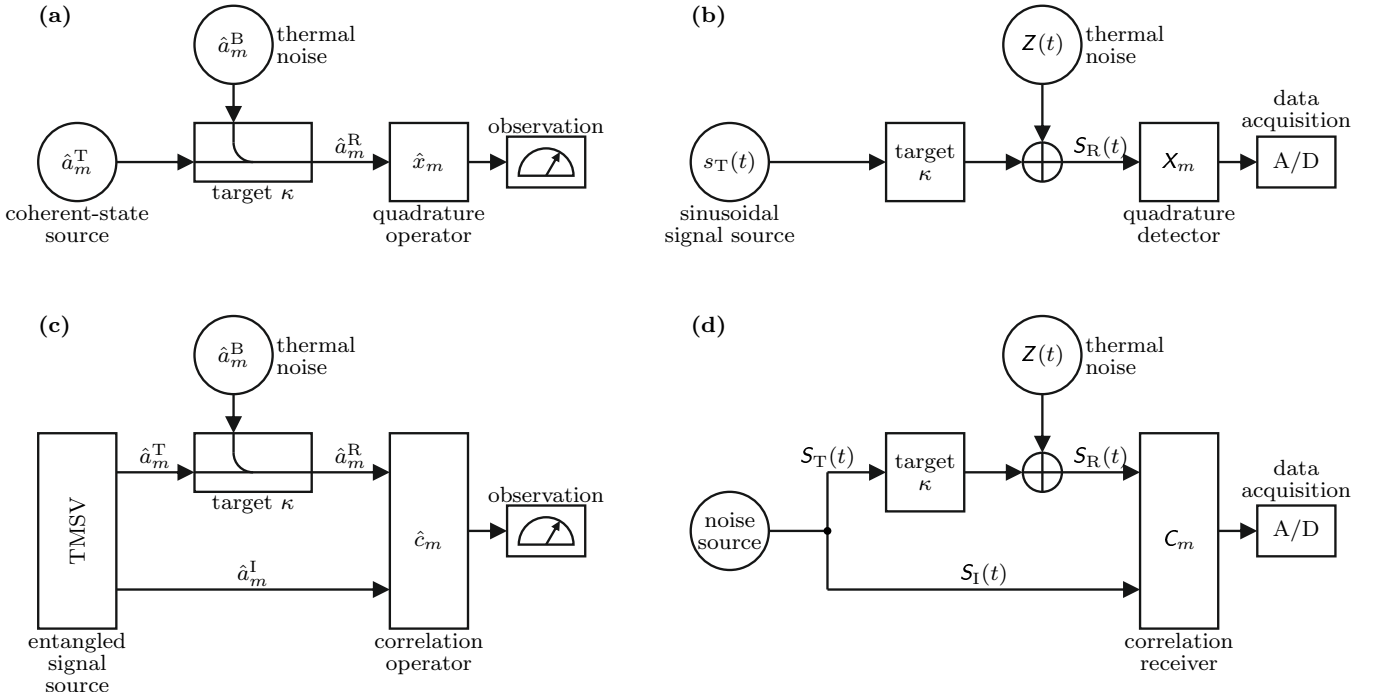 (a)
â_m^B
thermal
noise
â_m^T
â_m^R
x̂_m
observation
target κ
coherent-state
source
quadrature
operator
(b)
Z(t)
thermal
noise
s_T(t)
target
κ
S_R(t)
X_m
data
acquisition
A/D
sinusoidal
signal source
quadrature
detector
(c)
â_m^B
thermal
noise
TMSV
â_m^T
â_m^R
target κ
observation
ĉ_m
â_m^I
entangled
signal
source
correlation
operator
(d)
Z(t)
thermal
noise
S_T(t)
target
κ
S_R(t)
data
acquisition
noise
source
C_m
A/D
S_I(t)
correlation
receiver